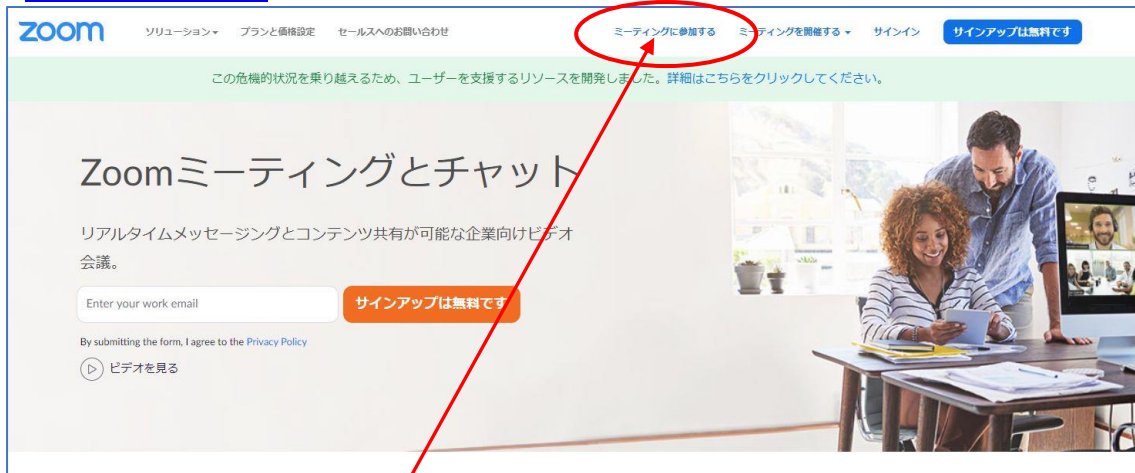 zoom ソリューション▾ プランと価格設定 セールスへのお問い合わせ ミーティングに参加する ミーティングを開催する ▾ サインイン サインアップは無料です
この危機的状況を乗り越えるため、ユーザーを支援するリソースを開発しました。詳細はこちらをクリックしてください。
Zoomミーティングとチャット
リアルタイムメッセージングとコンテンツ共有が可能な企業向けビデオ
会議。
Enter your work email サインアップは無料です
By submitting the form, I agree to the Privacy Policy
ビデオを見る